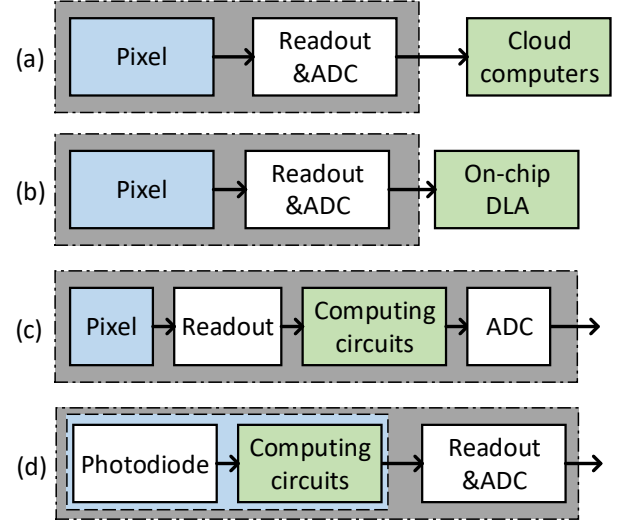 (a)
Pixel
Readout
&ADC
Cloud
computers
(b)
Pixel
Readout
&ADC
On-chip
DLA
(c)
Pixel
Readout
Computing
circuits
ADC
(d)
Photodiode
Computing
circuits
Readout
&ADC